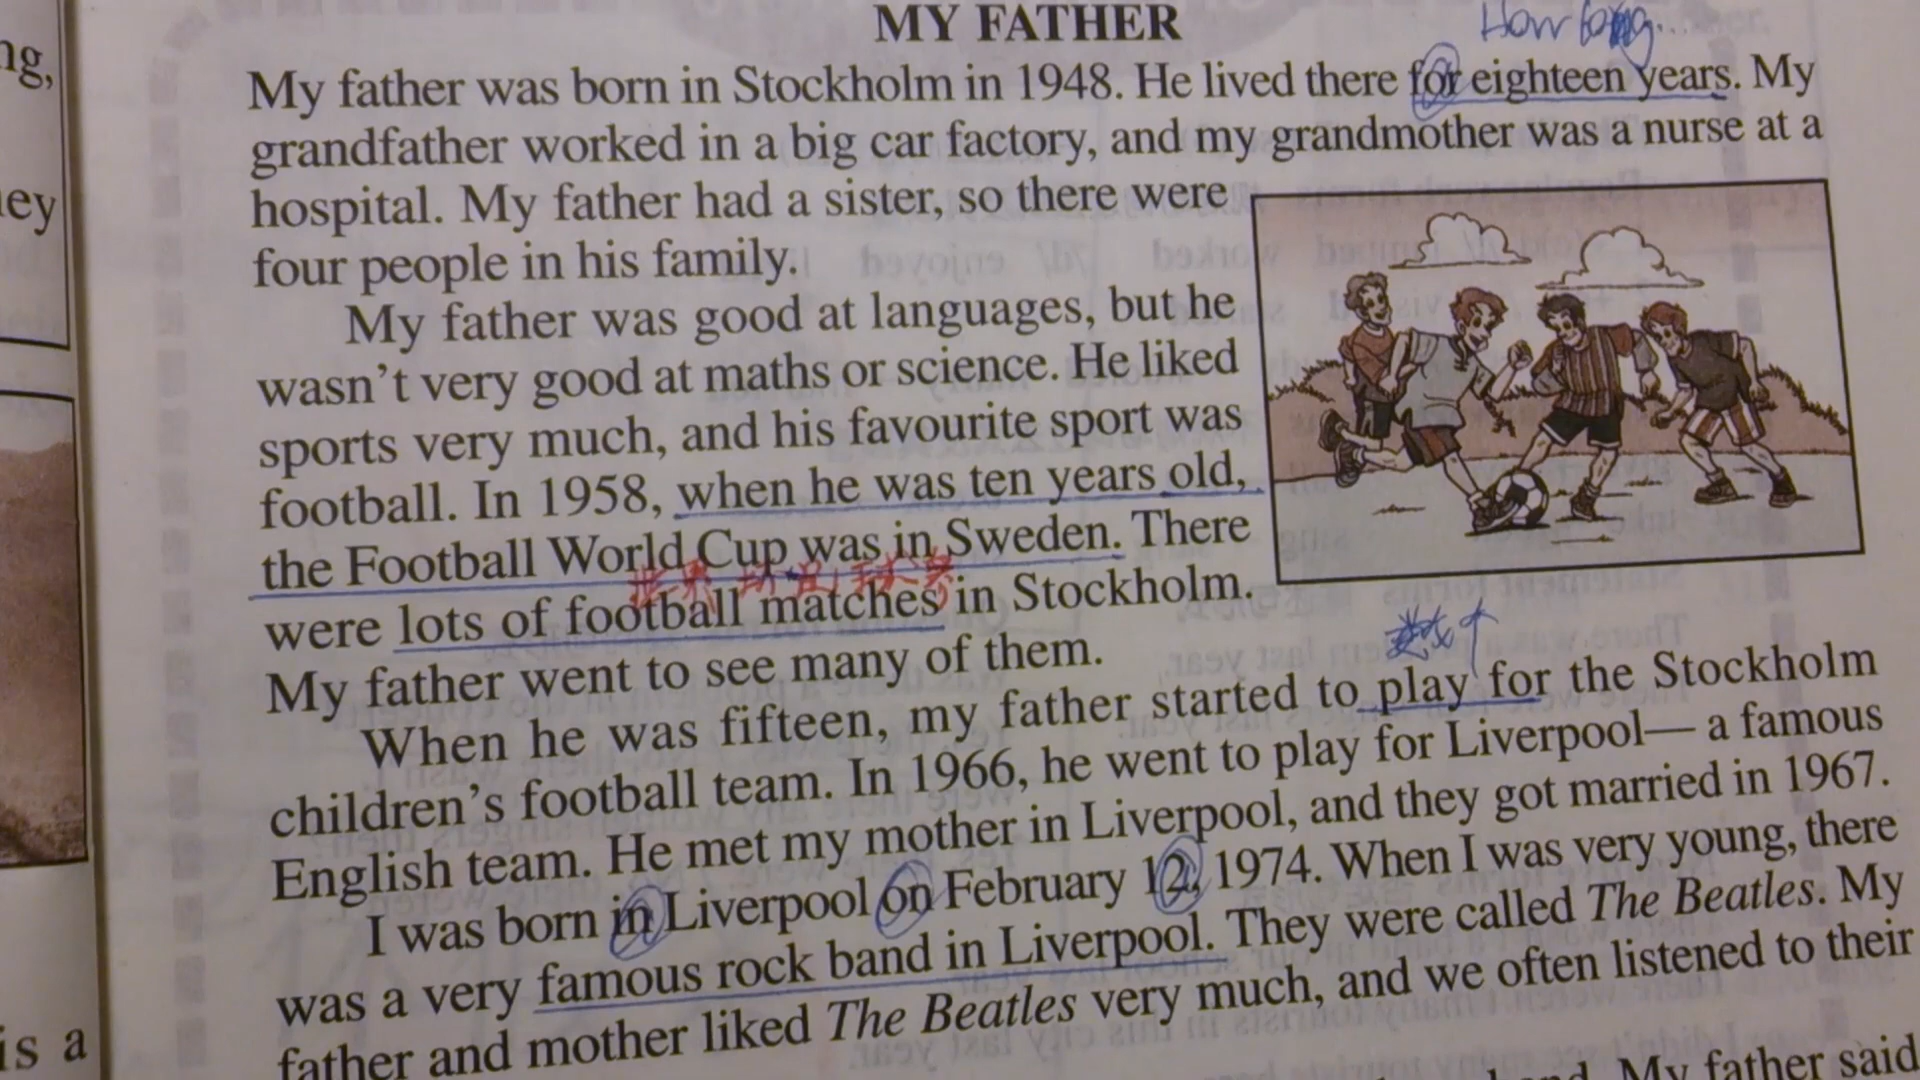 MY FATHER
How long...
My father was born in Stockholm in 1948. He lived there for eighteen years. My
grandfather worked in a big car factory, and my grandmother was a nurse at a
hospital. My father had a sister, so there were
four people in his family.
My father was good at languages, but he
wasn't very good at maths or science. He liked
sports very much, and his favourite sport was
football. In 1958, when he was ten years old,
the Football World Cup was in Sweden. There
were lots of football matches in Stockholm.
My father went to see many of them.
When he was fifteen, my father started to play for the Stockholm
children's football team. In 1966, he went to play for Liverpool— a famous
English team. He met my mother in Liverpool, and they got married in 1967.
I was born in Liverpool on February 12, 1974. When I was very young, there
was a very famous rock band in Liverpool. They were called The Beatles. My
father and mother liked The Beatles very much, and we often listened to their
My father said
ng,
ey
is a